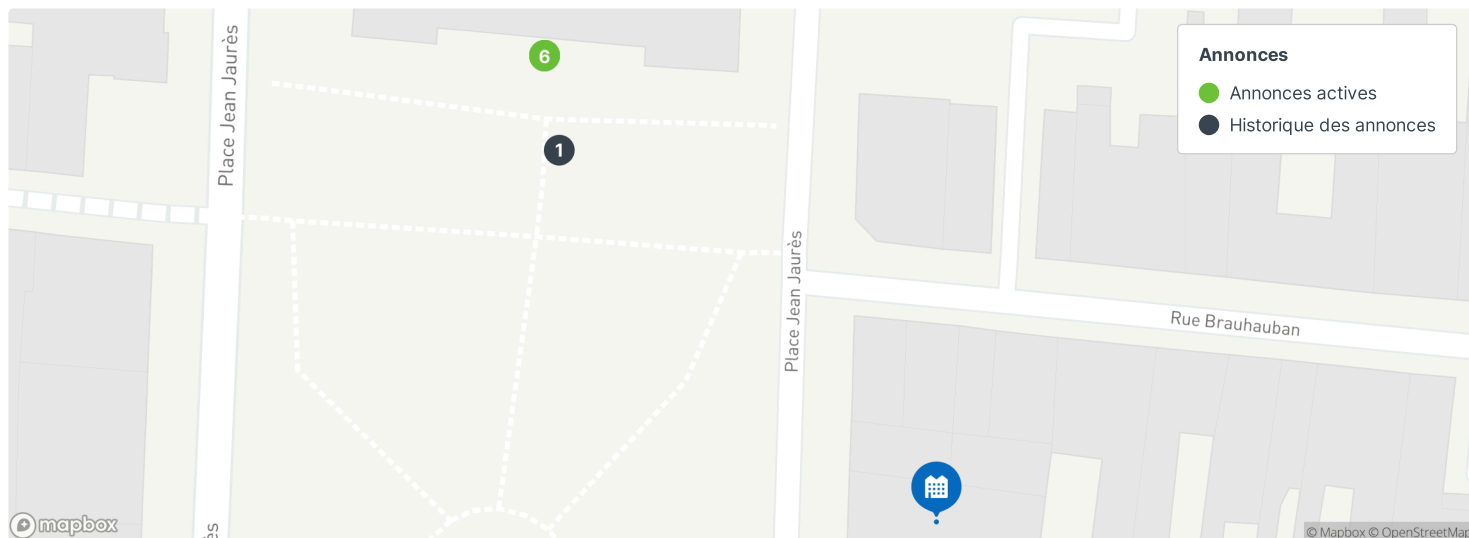 Place Jean Jaurès
6
1
Annonces
Annonces actives
Historique des annonces
Place Jean Jaurès
Rue Brauhauban
ès
mapbox
© Mapbox © OpenStreetMap